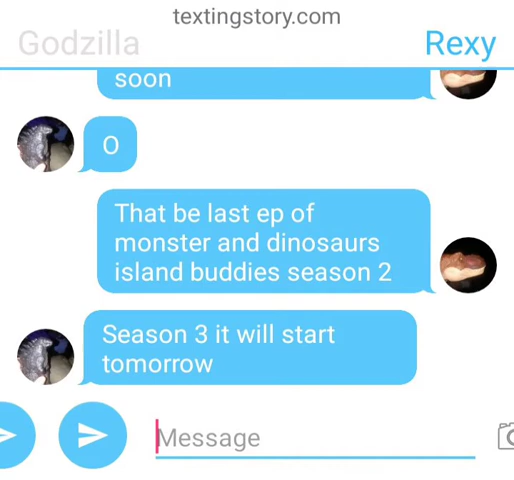 textingstory.com
Godzilla
Rexy
soon
O
That be last ep of
monster and dinosaurs
island buddies season 2
Season 3 it will start
tomorrow
Message